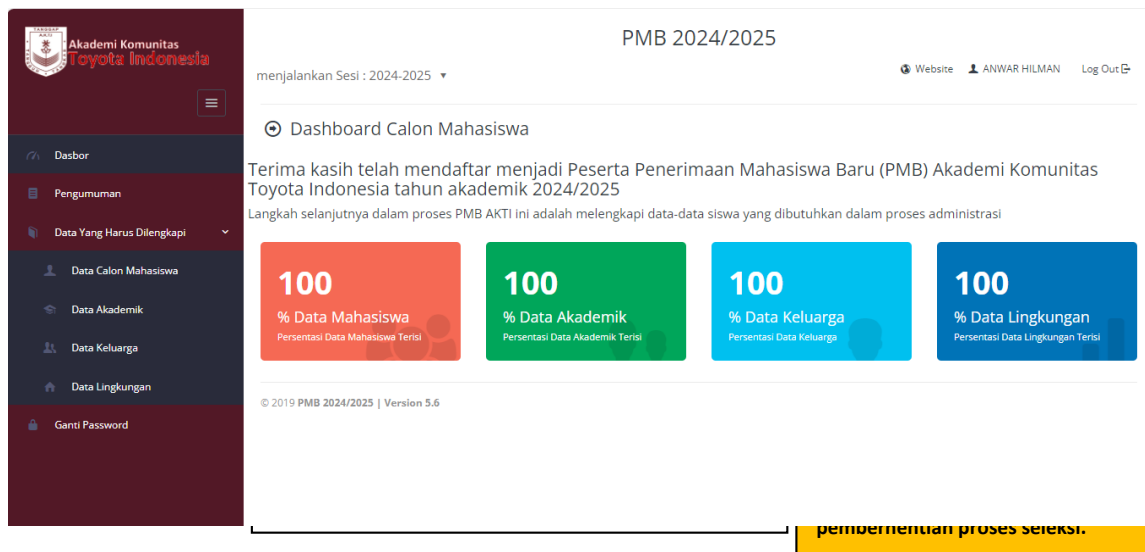 TANGGAP
AKTI
Akademi Komunitas
Toyota Indonesia
PMB 2024/2025
menjalankan Sesi : 2024-2025
Website ANWAR HILMAN Log Out
Dashboard Calon Mahasiswa
Dasbor
Pengumuman
Data Yang Harus Dilengkapi
Data Calon Mahasiswa
Data Akademik
Data Keluarga
Data Lingkungan
Ganti Password
Terima kasih telah mendaftar menjadi Peserta Penerimaan Mahasiswa Baru (PMB) Akademi Komunitas
Toyota Indonesia tahun akademik 2024/2025
Langkah selanjutnya dalam proses PMB AKTI ini adalah melengkapi data-data siswa yang dibutuhkan dalam proses administrasi
100
% Data Mahasiswa
Persentasi Data Mahasiswa Terisi
100
% Data Akademik
Persentasi Data Akademik Terisi
100
% Data Keluarga
Persentasi Data Keluarga
100
% Data Lingkungan
Persentasi Data Lingkungan Terisi
© 2019 PMB 2024/2025 | Version 5.6
pemberhentian proses seleksi.